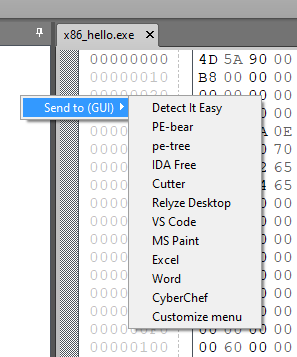 x86_hello.exe
00000000 4D 5A 90 00
00000010 B8 00 00 00
Send to (GUI)
Detect It Easy
PE-bear
pe-tree
IDA Free
Cutter
Relyze Desktop
VS Code
MS Paint
Excel
Word
CyberChef
Customize menu
00000100 00 60 00 00